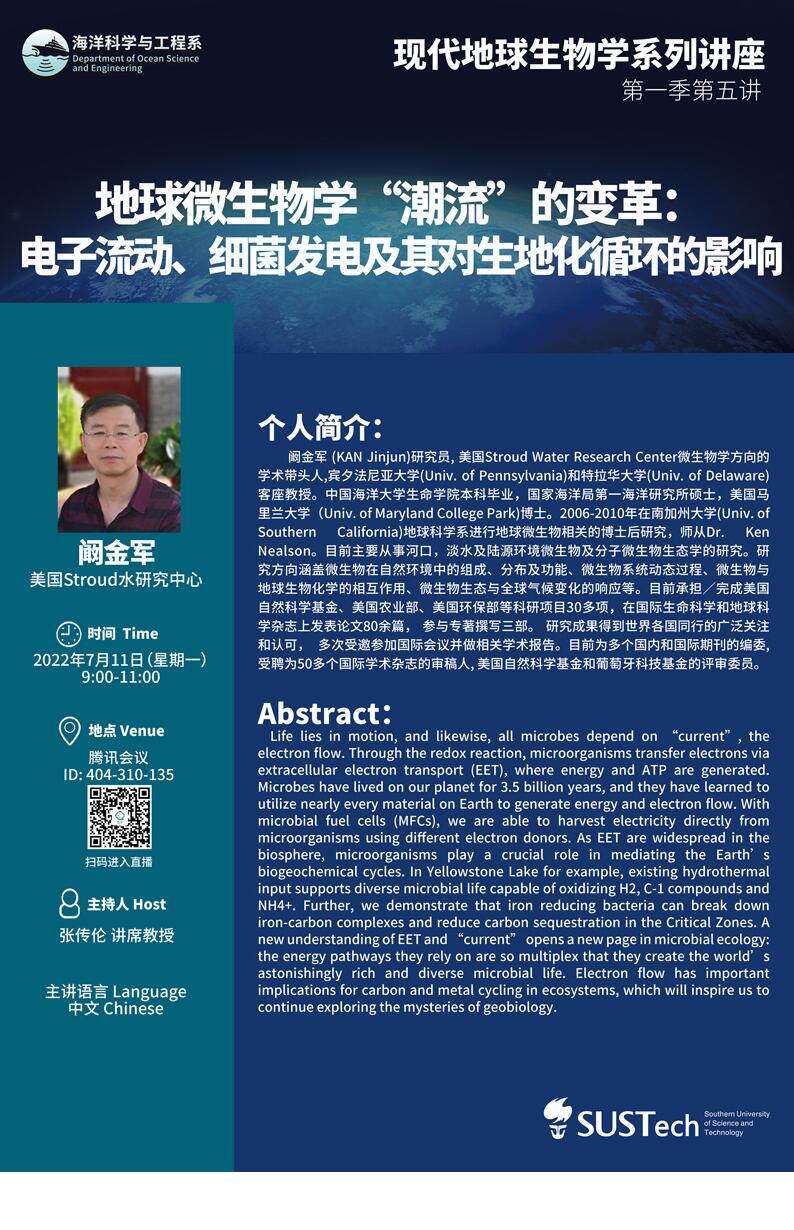 海洋科学与工程系
Department of Ocean Science
and Engineering
现代地球生物学系列讲座
第一季第五讲
地球微生物学“潮流”的变革：
电子流动、细菌发电及其对生地化循环的影响
阚金军
美国Stroud水研究中心
时间 Time
2022年7月11日（星期一）
9:00-11:00
地点 Venue
腾讯会议
ID: 404-310-135
扫码进入直播
主持人 Host
张传伦 讲席教授
主讲语言 Language
中文 Chinese
个人简介：
阚金军 (KAN Jinjun)研究员, 美国Stroud Water Research Center微生物学方向的
学术带头人,宾夕法尼亚大学(Univ. of Pennsylvania)和特拉华大学(Univ. of Delaware)
客座教授。中国海洋大学生命学院本科毕业，国家海洋局第一海洋研究所硕士，美国马
里兰大学（Univ. of Maryland College Park)博士。2006-2010年在南加州大学(Univ. of
Southern California)地球科学系进行地球微生物相关的博士后研究，师从Dr. Ken
Nealson。目前主要从事河口，淡水及陆源环境微生物及分子微生物生态学的研究。研
究方向涵盖微生物在自然环境中的组成、分布及功能、微生物系统动态过程、微生物与
地球生物化学的相互作用、微生物生态与全球气候变化的响应等。目前承担／完成美国
自然科学基金、美国农业部、美国环保部等科研项目30多项，在国际生命科学和地球科
学杂志上发表论文80余篇， 参与专著撰写三部。 研究成果得到世界各国同行的广泛关注
和认可， 多次受邀参加国际会议并做相关学术报告。目前为多个国内和国际期刊的编委,
受聘为50多个国际学术杂志的审稿人, 美国自然科学基金和葡萄牙科技基金的评审委员。
Abstract：
Life lies in motion, and likewise, all microbes depend on “current”, the
electron flow. Through the redox reaction, microorganisms transfer electrons via
extracellular electron transport (EET), where energy and ATP are generated.
Microbes have lived on our planet for 3.5 billion years, and they have learned to
utilize nearly every material on Earth to generate energy and electron flow. With
microbial fuel cells (MFCs), we are able to harvest electricity directly from
microorganisms using different electron donors. As EET are widespread in the
biosphere, microorganisms play a crucial role in mediating the Earth’s
biogeochemical cycles. In Yellowstone Lake for example, existing hydrothermal
input supports diverse microbial life capable of oxidizing H2, C-1 compounds and
NH4+. Further, we demonstrate that iron reducing bacteria can break down
iron-carbon complexes and reduce carbon sequestration in the Critical Zones. A
new understanding of EET and “current” opens a new page in microbial ecology:
the energy pathways they rely on are so multiplex that they create the world’s
astonishingly rich and diverse microbial life. Electron flow has important
implications for carbon and metal cycling in ecosystems, which will inspire us to
continue exploring the mysteries of geobiology.
SUSTech
Southern University
of Science and
Technology